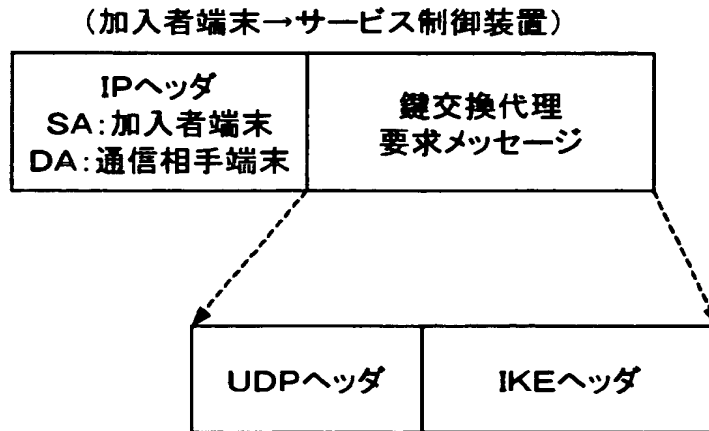 (加入者端末→サービス制御装置)
IPヘッダ
SA:加入者端末
DA:通信相手端末
鍵交換代理
要求メッセージ
UDPヘッダ
IKEヘッダ